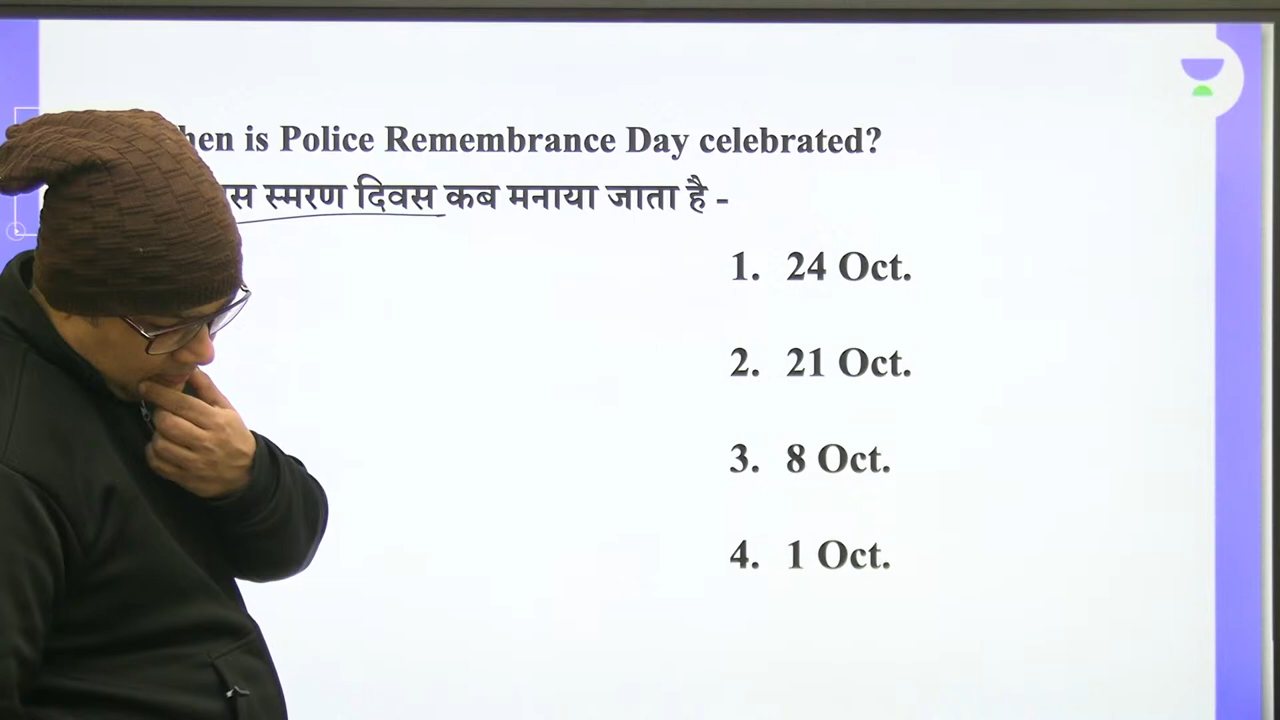 is Police Remembrance Day celebrated?
स्मरण दिवस कब मनाया जाता है -
1. 24 Oct.
2. 21 Oct.
3. 8 Oct.
4. 1 Oct.